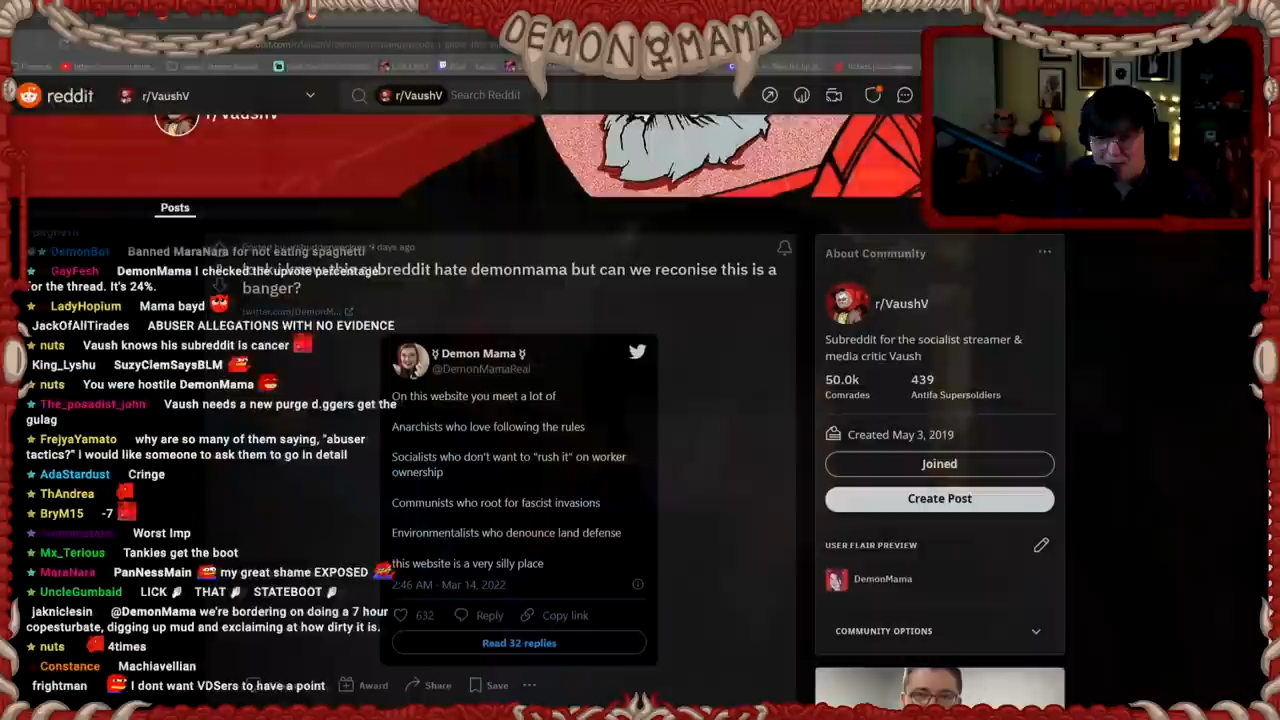 DEMON MAMA
reddit
r/VaushV
r/VaushV Search Reddit
r/VaushV
Posts
9 days ago
subreddit hate demonmama but can we reconise this is a
banger?
twitter.com/DemonM...
☿ Demon Mama ☿
@DemonMamaReal
On this website you meet a lot of
Anarchists who love following the rules
Socialists who don't want to "rush it" on worker
ownership
Communists who root for fascist invasions
Environmentalists who denounce land defense
this website is a very silly place
2:46 AM · Mar 14, 2022
632 Reply Copy link
Read 32 replies
Award Share Save ...
DemonBot Banned MaraNara for not eating spaghetti
GayFesh DemonMama I checked the upvote percentage
for the thread. It's 24%.
LadyHopium Mama bayd
JackOfAllTirades ABUSER ALLEGATIONS WITH NO EVIDENCE
nuts Vaush knows his subreddit is cancer
King_Lyshu SuzyClemSaysBLM
nuts You were hostile DemonMama
The_posadist_john Vaush needs a new purge d.ggers get the
gulag
FrejyaYamato why are so many of them saying, "abuser
tactics?" i would like someone to ask them to go in detail
AdaStardust Cringe
ThAndrea
BryM15 -7
Worst Imp
Mx_Terious Tankies get the boot
MaraNara PanNessMain my great shame EXPOSED
UncleGumbaid LICK THAT STATEBOOT
jakniclesin @DemonMama we're bordering on doing a 7 hour
copesturbate, digging up mud and exclaiming at how dirty it is.
nuts 4times
Constance Machiavellian
frightman I dont want VDSers to have a point
About Community
...
r/VaushV
Subreddit for the socialist streamer &
media critic Vaush
50.0k 439
Comrades Antifa Supersoldiers
Created May 3, 2019
Joined
Create Post
USER FLAIR PREVIEW
DemonMama
COMMUNITY OPTIONS